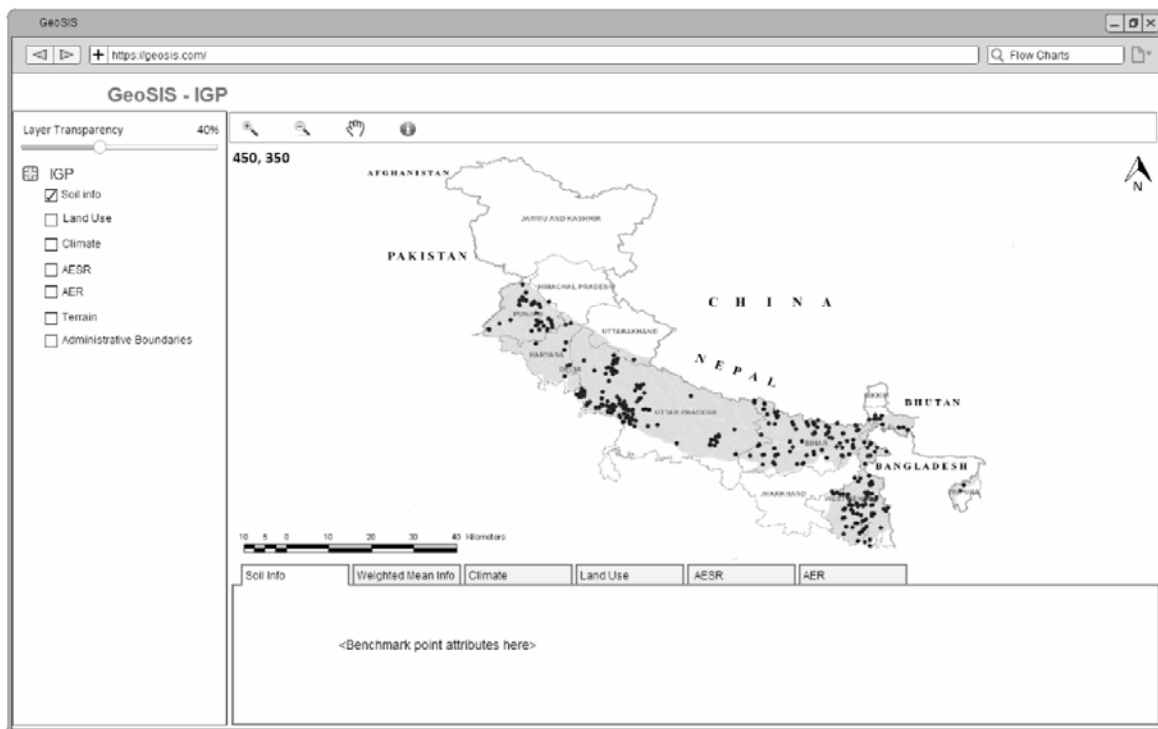 GeoSIS
https://geosis.com/
Flow Charts
GeoSIS - IGP
Layer Transparency 40%
IGP
Soil info
Land Use
Climate
AESR
AER
Terrain
Administrative Boundaries
450, 350
N
AFGHANISTAN
JAMMU AND KASHMIR
PAKISTAN
HIMACHAL PRADESH
CHINA
PUNJAB
UTTARAKHAND
HARYANA
NEPAL
DELHI
UTTAR PRADESH
SIKKIM
BHUTAN
BIHAR
BANGLADESH
JHARKHAND
TRIPURA
10 5 0 10 20 30 40 Kilometers
Soil Info
Weighted Mean Info
Climate
Land Use
AESR
AER
<Benchmark point attributes here>